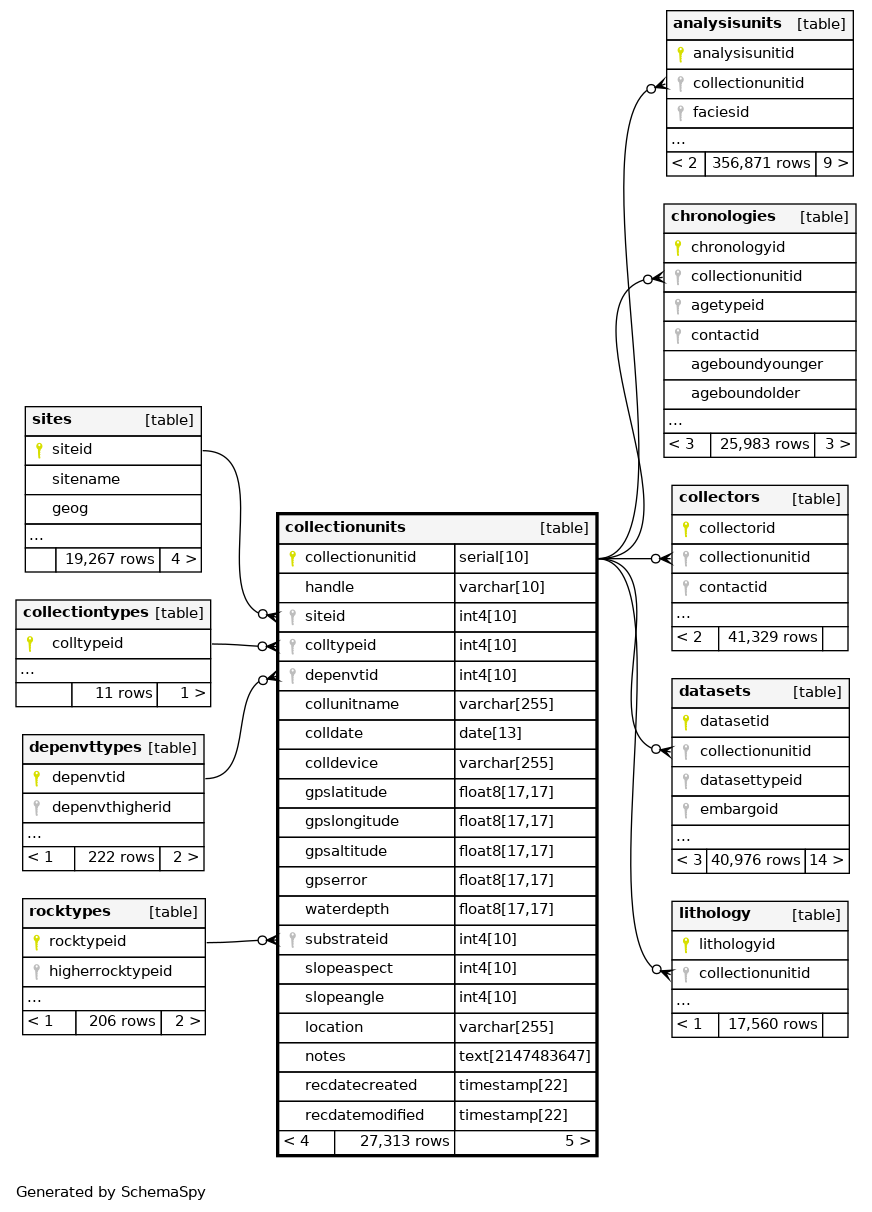 analysisunits [table]
analysisunitid
collectionunitid
faciesid
...
< 2 356,871 rows 9 >
chronologies [table]
chronologyid
collectionunitid
agetypeid
contactid
ageboundyounger
ageboundolder
...
< 3 25,983 rows 3 >
sites [table]
siteid
sitename
geog
...
19,267 rows 4 >
collectiontypes [table]
colltypeid
...
11 rows 1 >
depenvttypes [table]
depenvtid
depenvthigherid
...
< 1 222 rows 2 >
rocktypes [table]
rocktypeid
higherrocktypeid
...
< 1 206 rows 2 >
collectionunits [table]
collectionunitid serial[10]
handle varchar[10]
siteid int4[10]
colltypeid int4[10]
depenvtid int4[10]
collunitname varchar[255]
colldate date[13]
colldevice varchar[255]
gpslatitude float8[17,17]
gpslongitude float8[17,17]
gpsaltitude float8[17,17]
gpserror float8[17,17]
waterdepth float8[17,17]
substrateid int4[10]
slopeaspect int4[10]
slopeangle int4[10]
location varchar[255]
notes text[2147483647]
recdatecreated timestamp[22]
recdatemodified timestamp[22]
< 4 27,313 rows 5 >
collectors [table]
collectorid
collectionunitid
contactid
...
< 2 41,329 rows
datasets [table]
datasetid
collectionunitid
datasettypeid
embargoid
...
< 3 40,976 rows 14 >
lithology [table]
lithologyid
collectionunitid
...
< 1 17,560 rows
Generated by SchemaSpy